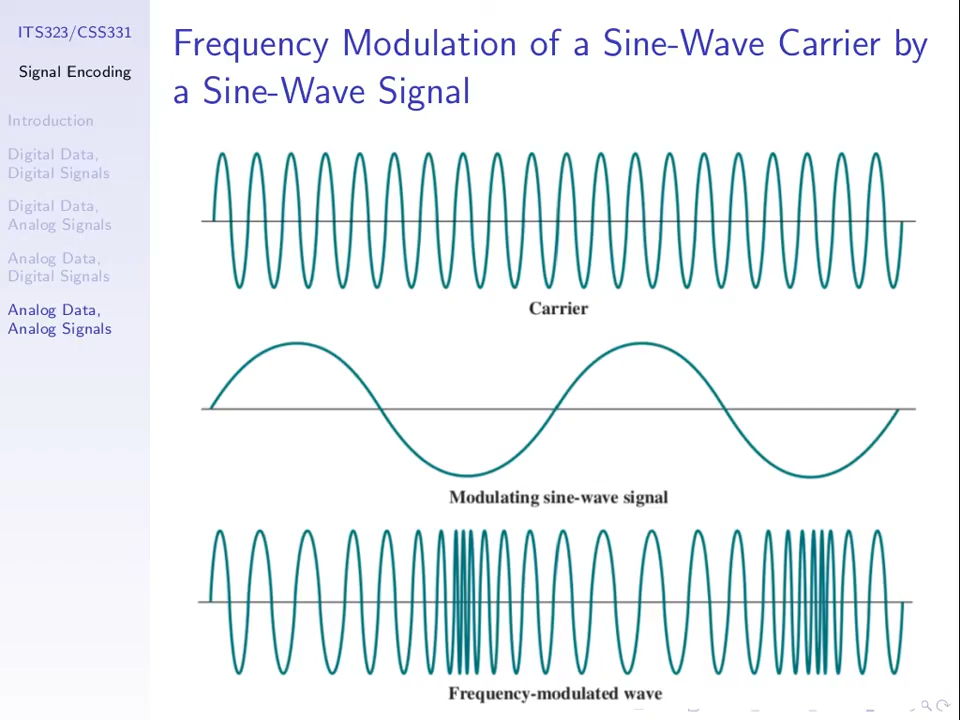 ITS323/CSS331
Signal Encoding
Introduction
Digital Data,
Digital Signals
Digital Data,
Analog Signals
Analog Data,
Digital Signals
Analog Data,
Analog Signals
Frequency Modulation of a Sine-Wave Carrier by
a Sine-Wave Signal
Carrier
Modulating sine-wave signal
Frequency-modulated wave